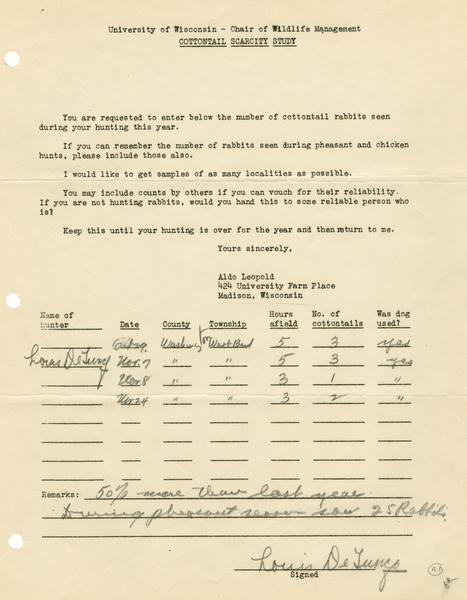 University of Wisconsin - Chair of Wildlife Management
COTTONTAIL SCARCITY STUDY
You are requested to enter below the number of cottontail rabbits seen
during your hunting this year.
If you can remember the number of rabbits seen during pheasant and chicken
hunts, please include those also.
I would like to get samples of as many localities as possible.
You may include counts by others if you can vouch for their reliability.
If you are not hunting rabbits, would you hand this to some reliable person who
is?
Keep this until your hunting is over for the year and then return to me.
Yours sincerely,
Aldo Leopold
424 University Farm Place
Madison, Wisconsin
Name of hunter Date County Township Hours afield No. of cottontails Was dog used?
29 West Bend 5 3 yes
Louis Nov. 7 " " 5 3 yes
Nov 8 " " 3 1 "
Nov 24 " " 3 2 "
Remarks: 50% more than last year
During pheasant season saw 25 Rabbits.
Louis
Signed
A1